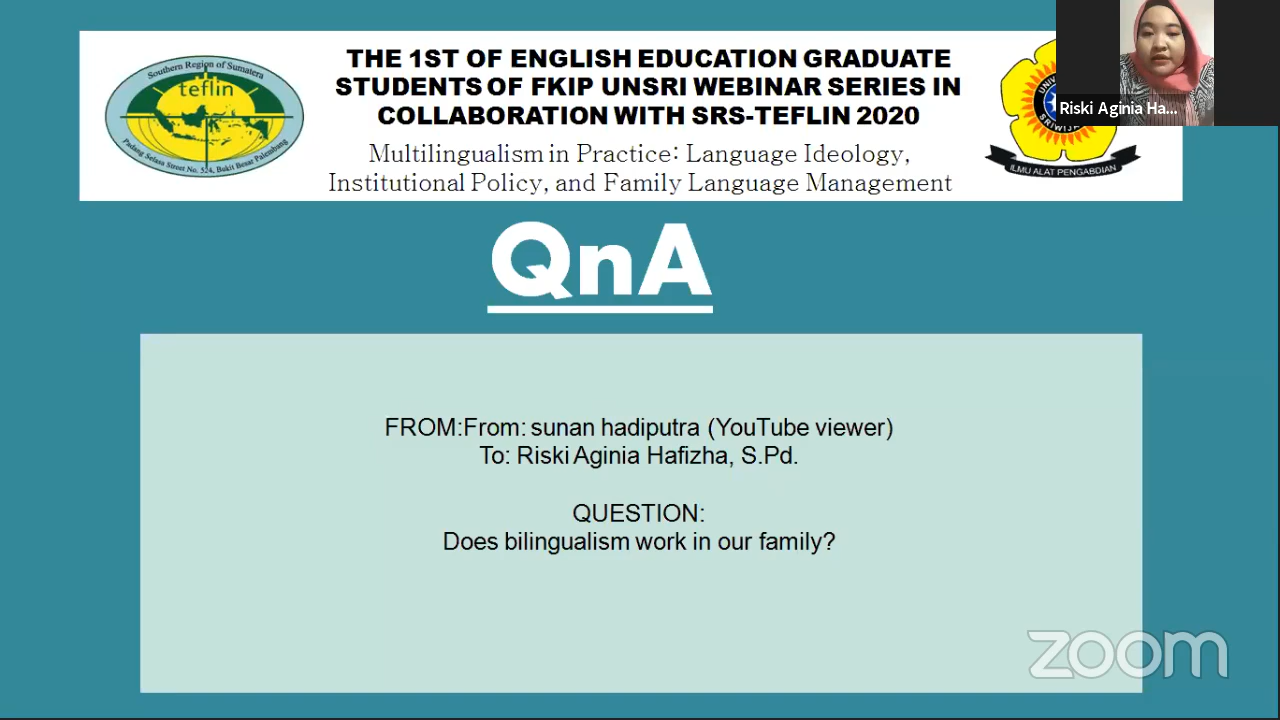 THE 1ST OF ENGLISH EDUCATION GRADUATE
STUDENTS OF FKIP UNSRI WEBINAR SERIES IN
COLLABORATION WITH SRS-TEFLIN 2020
Multilingualism in Practice: Language Ideology,
Institutional Policy, and Family Language Management
Southern Region of Sumatera
teflin
Padang Selasa Street No. 524, Bukit Besar Palembang
Riski Aginia Ha...
SRIWIJA
ILMU ALAT PENGABDIAN
QnA
FROM:From: sunan hadiputra (YouTube viewer)
To: Riski Aginia Hafizha, S.Pd.
QUESTION:
Does bilingualism work in our family?
zoom